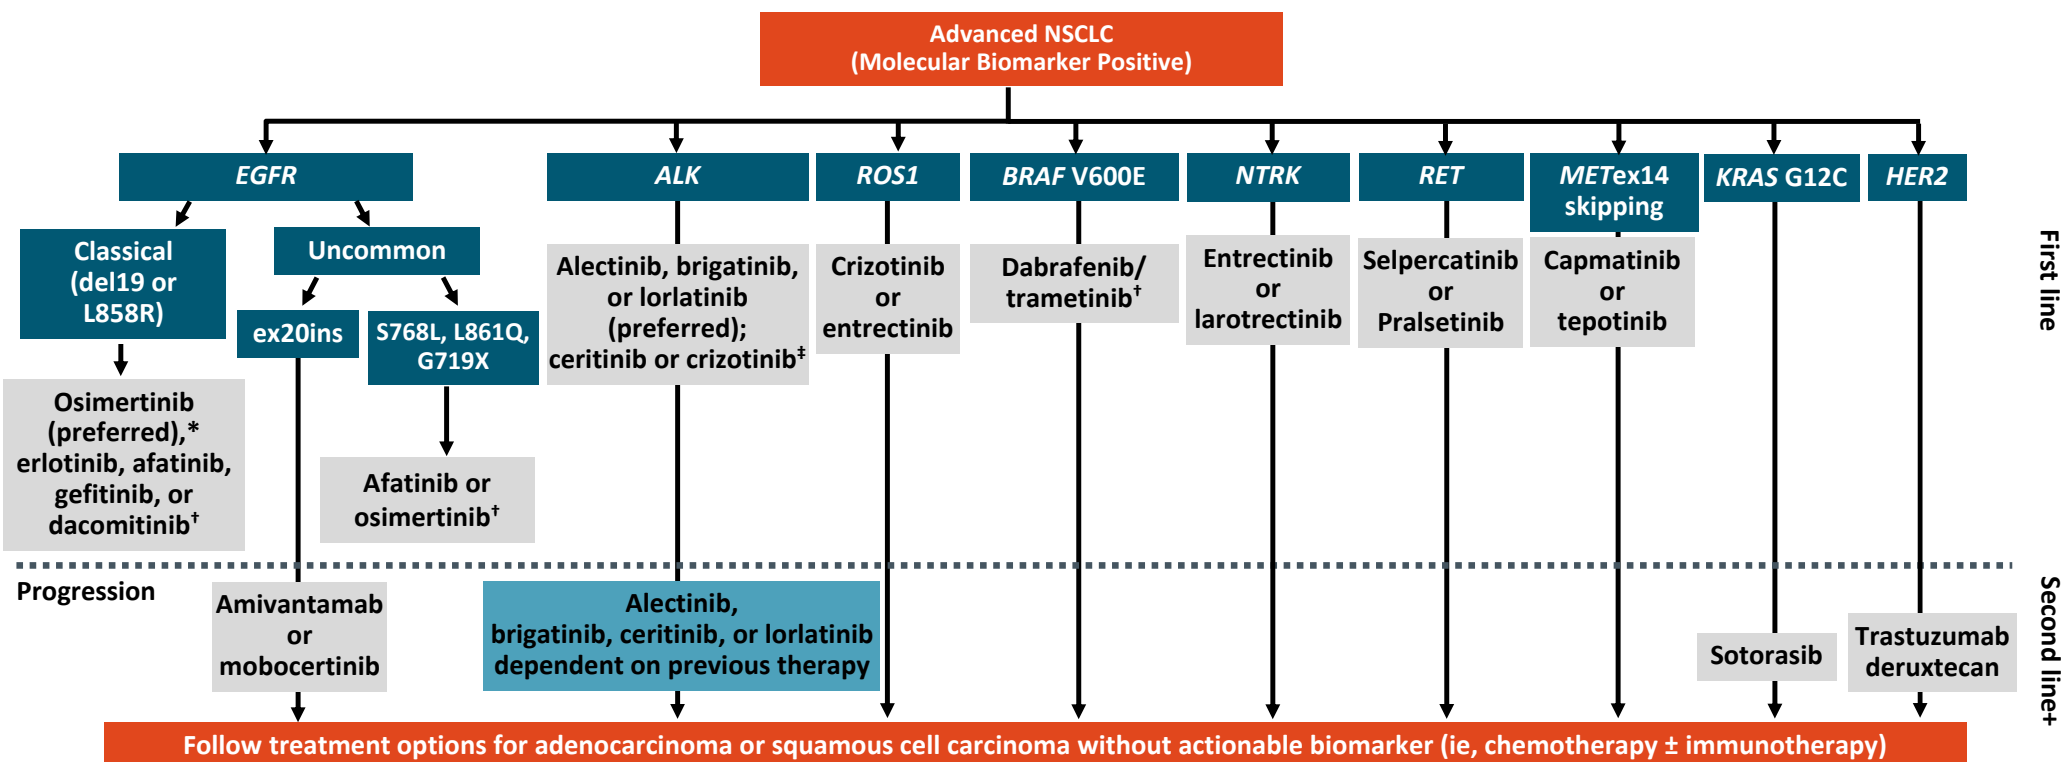 Advanced NSCLC
(Molecular Biomarker Positive)
EGFR
ALK
ROS1
BRAF V600E
NTRK
RET
METex14
skipping
KRAS G12C
HER2
Classical
(del19 or
L858R)
Uncommon
ex20ins
S768L, L861Q,
G719X
Osimertinib
(preferred),*
erlotinib, afatinib,
gefitinib, or
dacomitinib†
Afatinib or
osimertinib†
Alectinib, brigatinib,
or lorlatinib
(preferred);
ceritinib or crizotinib‡
Crizotinib
or
entrectinib
Dabrafenib/
trametinib†
Entrectinib
or
larotrectinib
Selpercatinib
or
Pralsetinib
Capmatinib
or
tepotinib
First line
Progression
Amivantamab
or
mobocertinib
Alectinib,
brigatinib, ceritinib, or lorlatinib
dependent on previous therapy
Sotorasib
Trastuzumab
deruxtecan
Second line+
Follow treatment options for adenocarcinoma or squamous cell carcinoma without actionable biomarker (ie, chemotherapy ± immunotherapy)